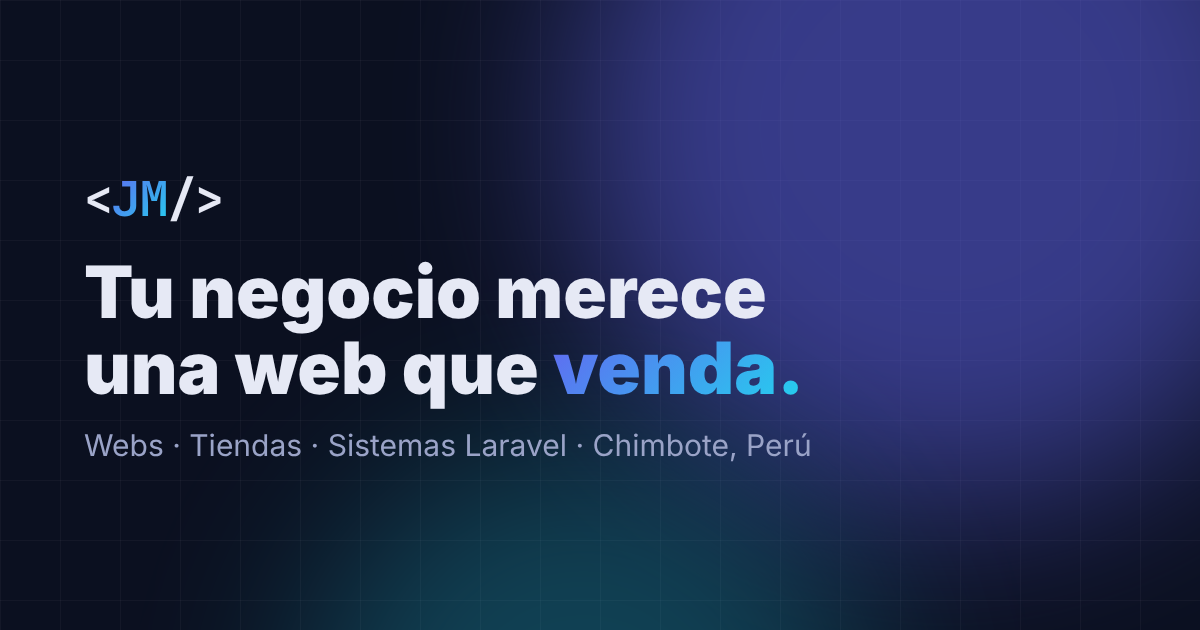 <JM/>
Tu negocio merece
una web que venda.
Webs · Tiendas · Sistemas Laravel · Chimbote, Perú